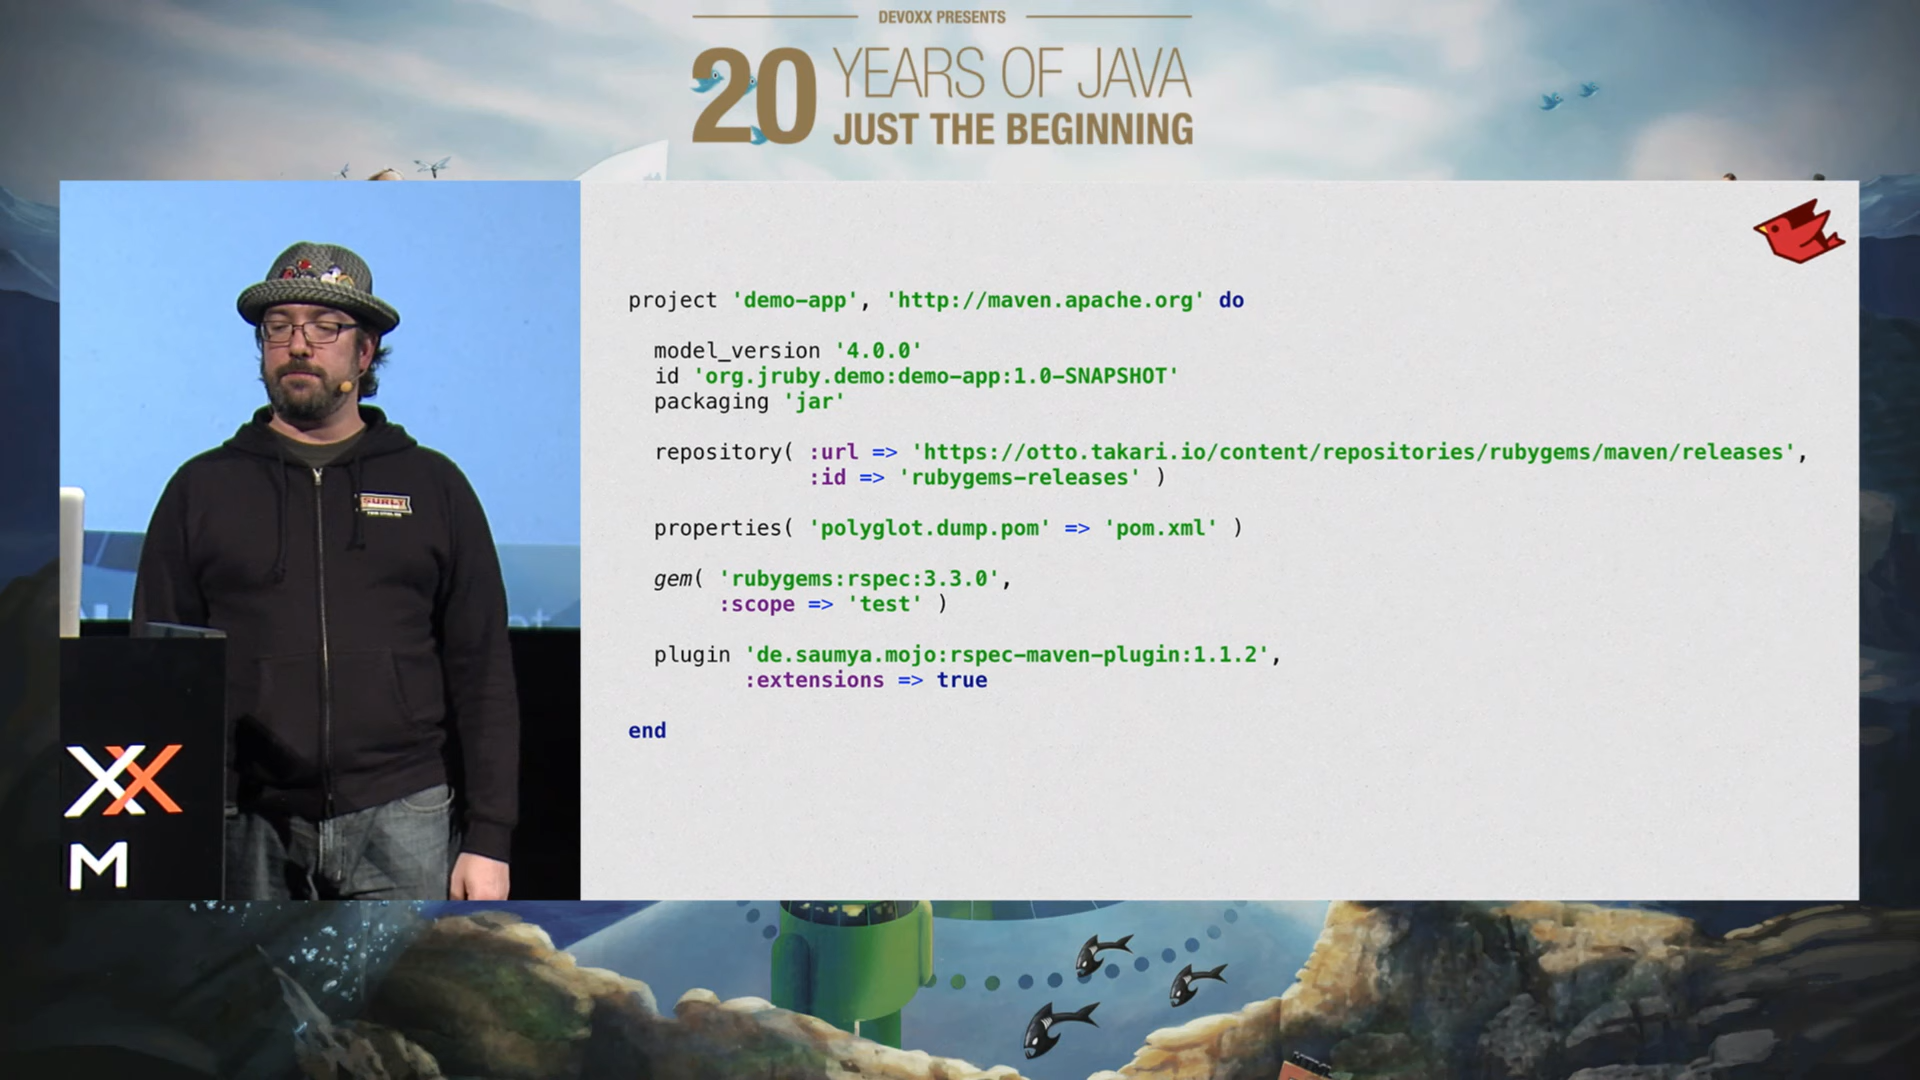 DEVOXX PRESENTS
20 YEARS OF JAVA
JUST THE BEGINNING
project 'demo-app', 'http://maven.apache.org' do
model_version '4.0.0'
id 'org.jruby.demo:demo-app:1.0-SNAPSHOT'
packaging 'jar'
repository( :url => 'https://otto.takari.io/content/repositories/rubygems/maven/releases',
:id => 'rubygems-releases' )
properties( 'polyglot.dump.pom' => 'pom.xml' )
gem( 'rubygems:rspec:3.3.0',
:scope => 'test' )
plugin 'de.saumya.mojo:rspec-maven-plugin:1.1.2',
:extensions => true
end
SURLY
XX
M